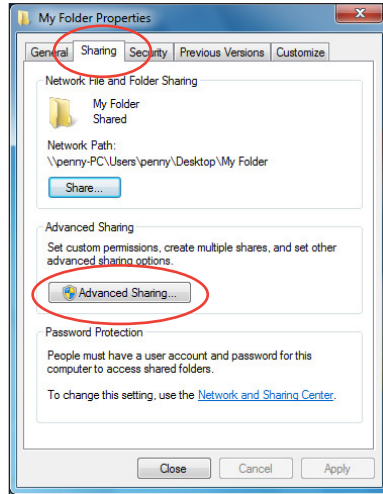 My Folder Properties
General Sharing Security Previous Versions Customize
Network File and Folder Sharing
My Folder
Shared
Network Path:
\\penny-PC\Users\penny\Desktop\My Folder
Share...
Advanced Sharing
Set custom permissions, create multiple shares, and set other
advanced sharing options.
Advanced Sharing...
Password Protection
People must have a user account and password for this
computer to access shared folders.
To change this setting, use the Network and Sharing Center.
Close Cancel Apply